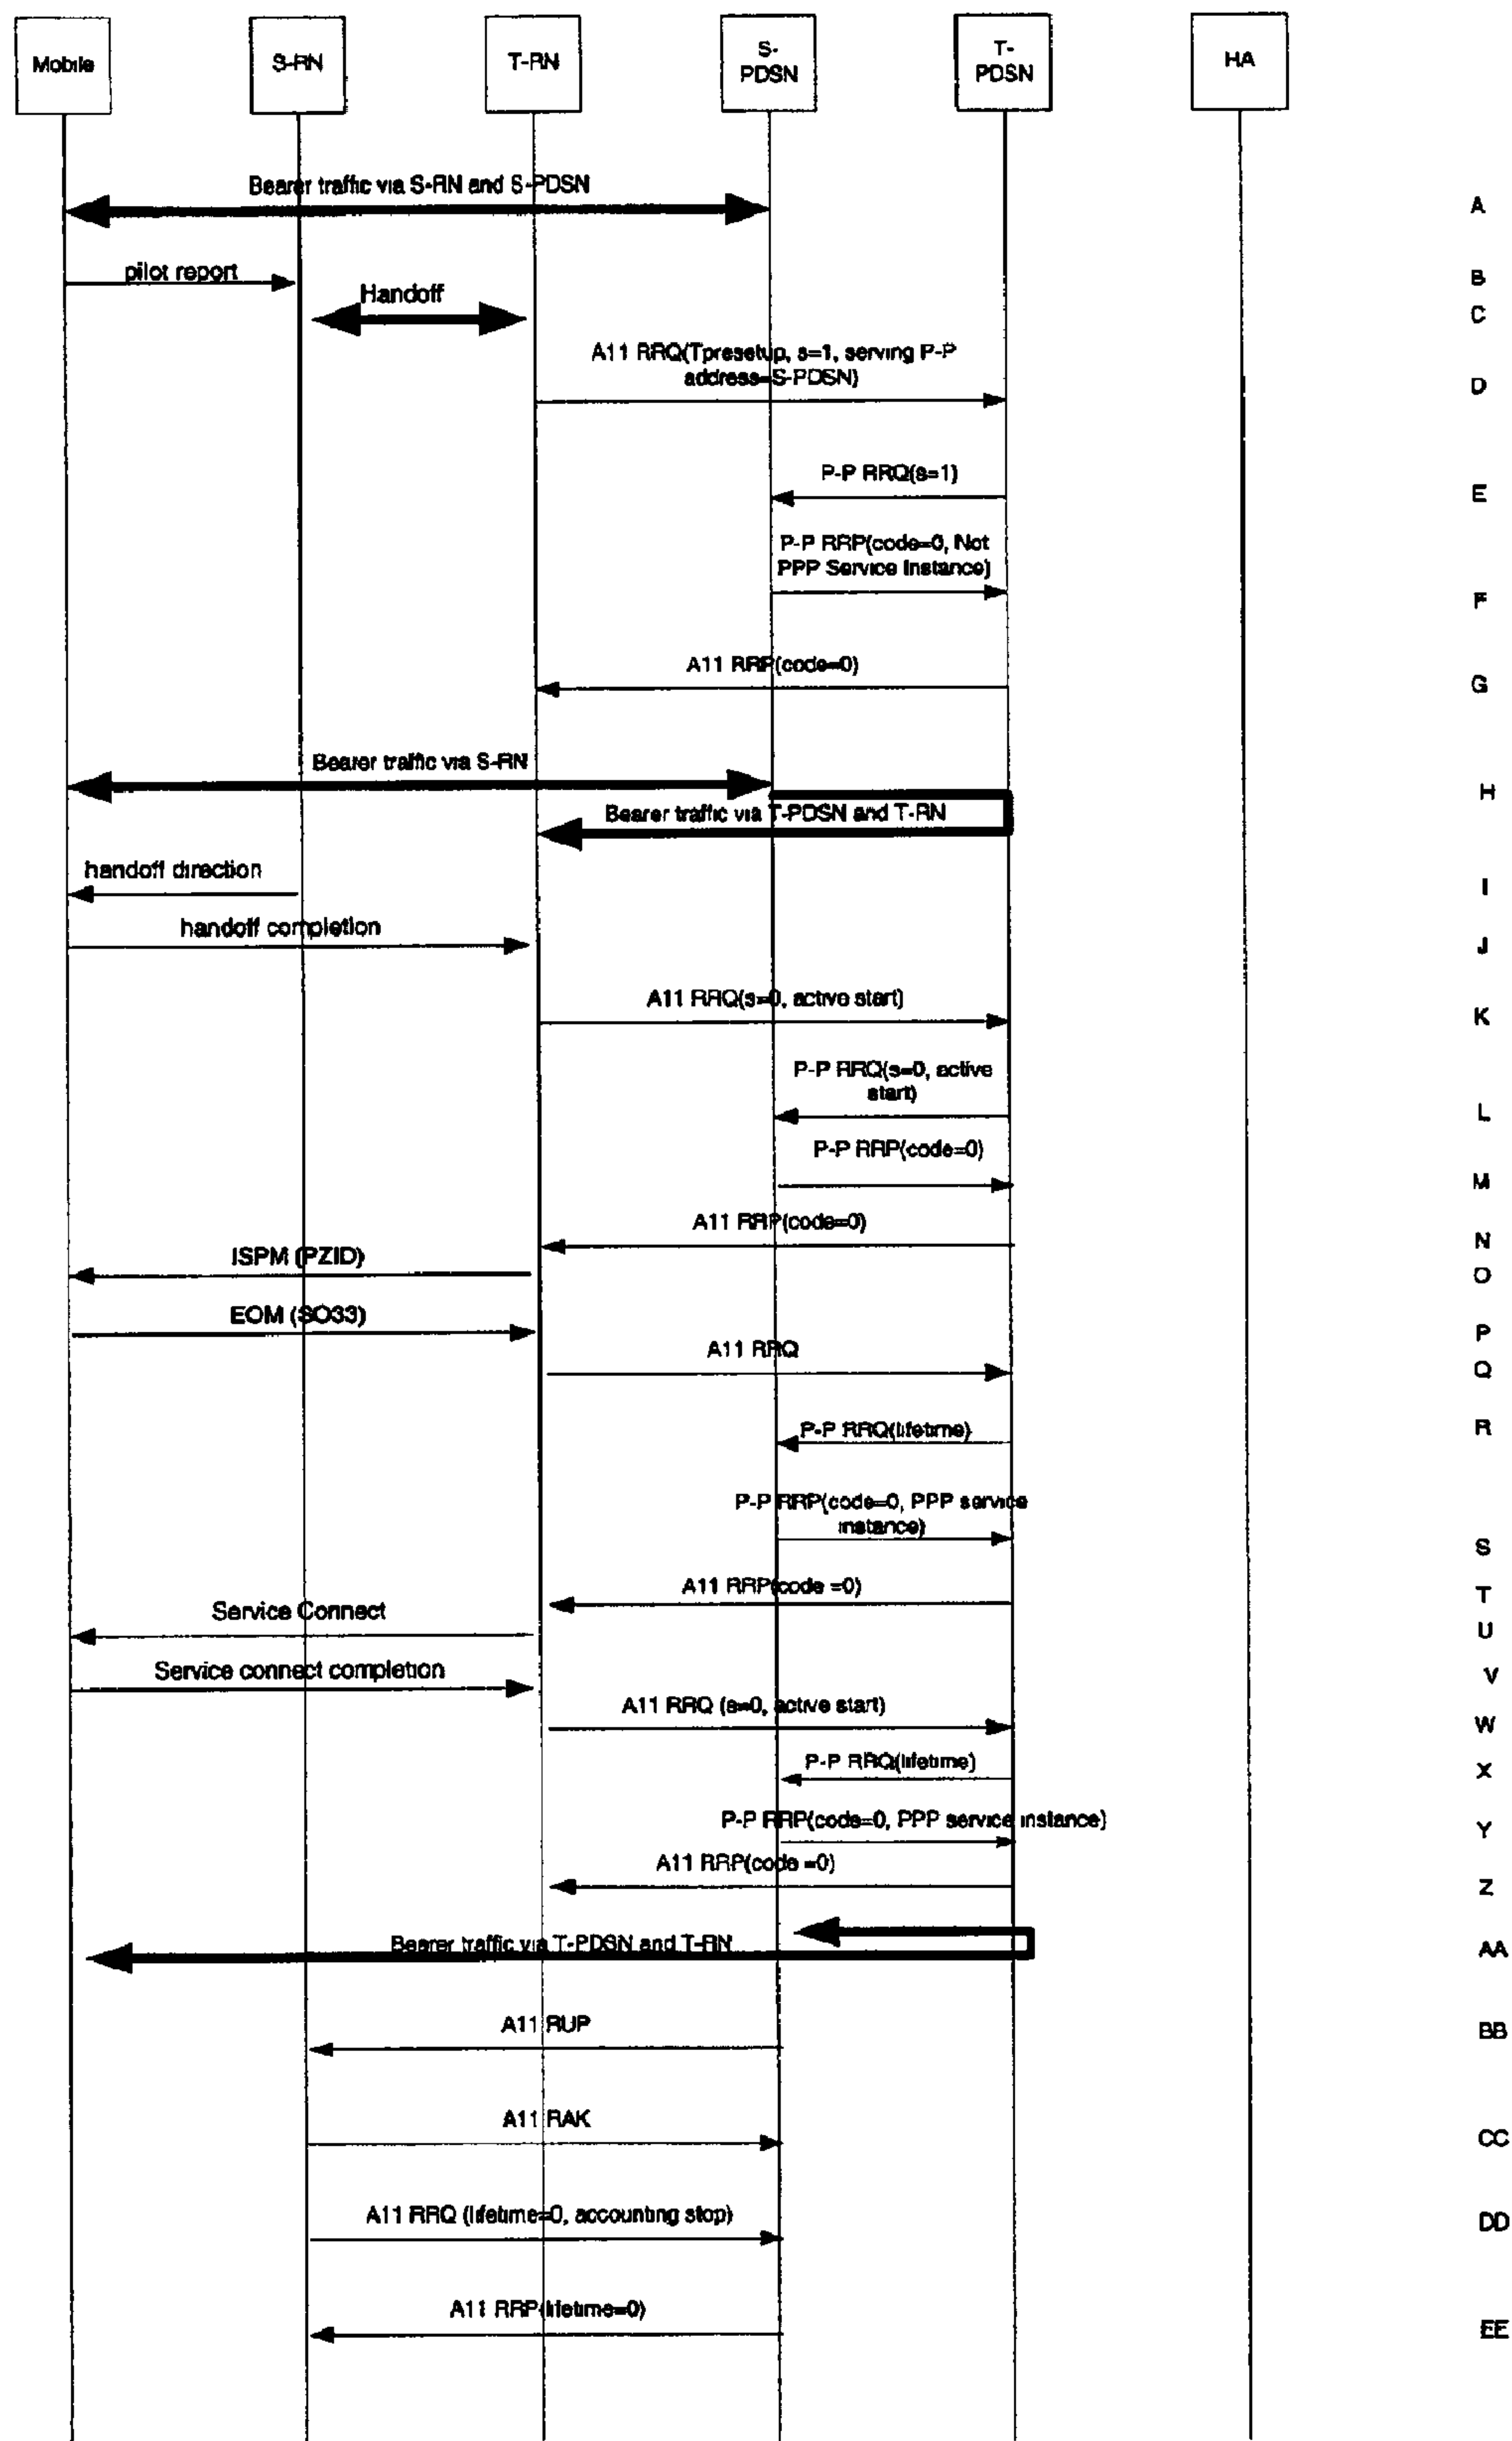 Mobile
S-RN
T-RN
S-
PDSN
T-
PDSN
HA
Bearer traffic via S-RN and S-PDSN
A
pilot report
B
Handoff
C
A11 RRQ(Tpresetup, s=1, serving P-P
address=S-PDSN)
D
P-P RRQ(s=1)
E
P-P RRP(code=0, Not
PPP Service Instance)
F
A11 RRP(code=0)
G
Bearer traffic via S-RN
H
Bearer traffic via T-PDSN and T-RN
handoff direction
I
handoff completion
J
A11 RRQ(s=0, active start)
K
P-P RRQ(s=0, active
start)
L
P-P RRP(code=0)
M
A11 RRP(code=0)
N
ISPM (PZID)
O
EOM (SO33)
P
A11 RRQ
Q
P-P RRQ(lifetime)
R
P-P RRP(code=0, PPP service
instance)
S
A11 RRP(code =0)
T
Service Connect
U
Service connect completion
V
A11 RRQ (s=0, active start)
W
P-P RRQ(lifetime)
X
P-P RRP(code=0, PPP service instance)
Y
A11 RRP(code =0)
Z
Bearer traffic via T-PDSN and T-RN
AA
A11 RUP
BB
A11 RAK
CC
A11 RRQ (lifetime=0, accounting stop)
DD
A11 RRP(lifetime=0)
EE